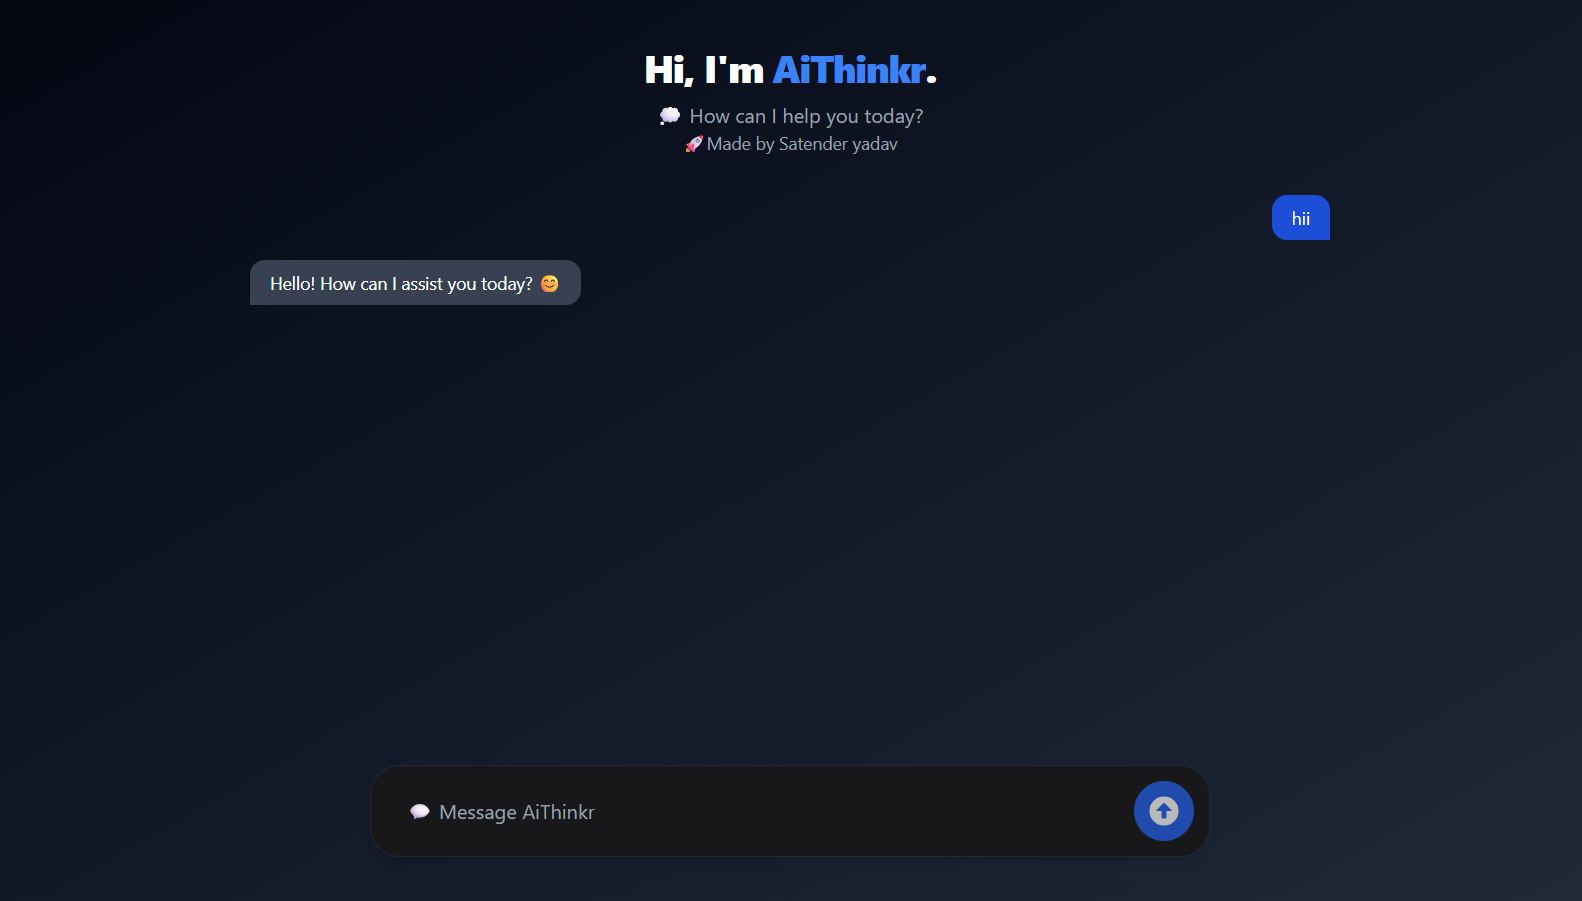 Hi, I'm AiThinkr.
💭 How can I help you today?
🚀Made by Satender yadav
hii
Hello! How can I assist you today? 😊
💬 Message AiThinkr